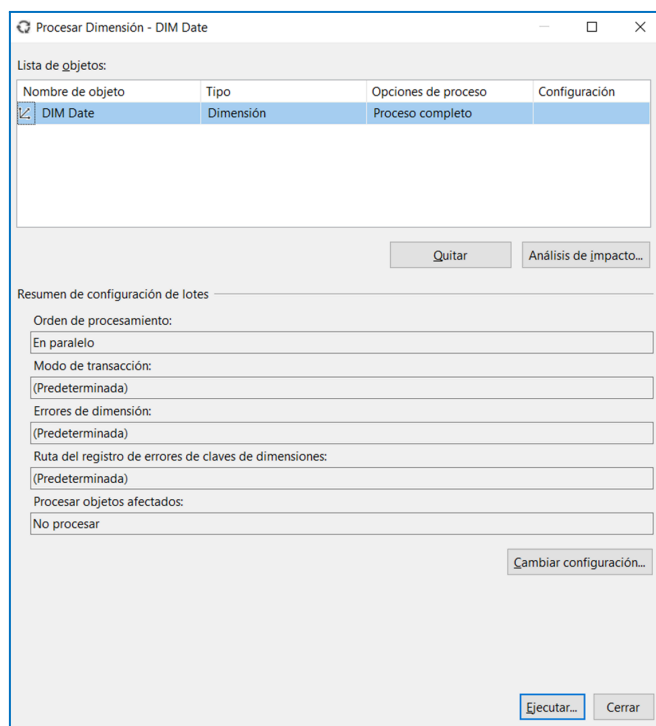 Procesar Dimensión - DIM Date
Lista de objetos:
Nombre de objeto Tipo Opciones de proceso Configuración
DIM Date Dimensión Proceso completo
Quitar Análisis de impacto...
Resumen de configuración de lotes
Orden de procesamiento:
En paralelo
Modo de transacción:
(Predeterminada)
Errores de dimensión:
(Predeterminada)
Ruta del registro de errores de claves de dimensiones:
(Predeterminada)
Procesar objetos afectados:
No procesar
Cambiar configuración...
Ejecutar... Cerrar